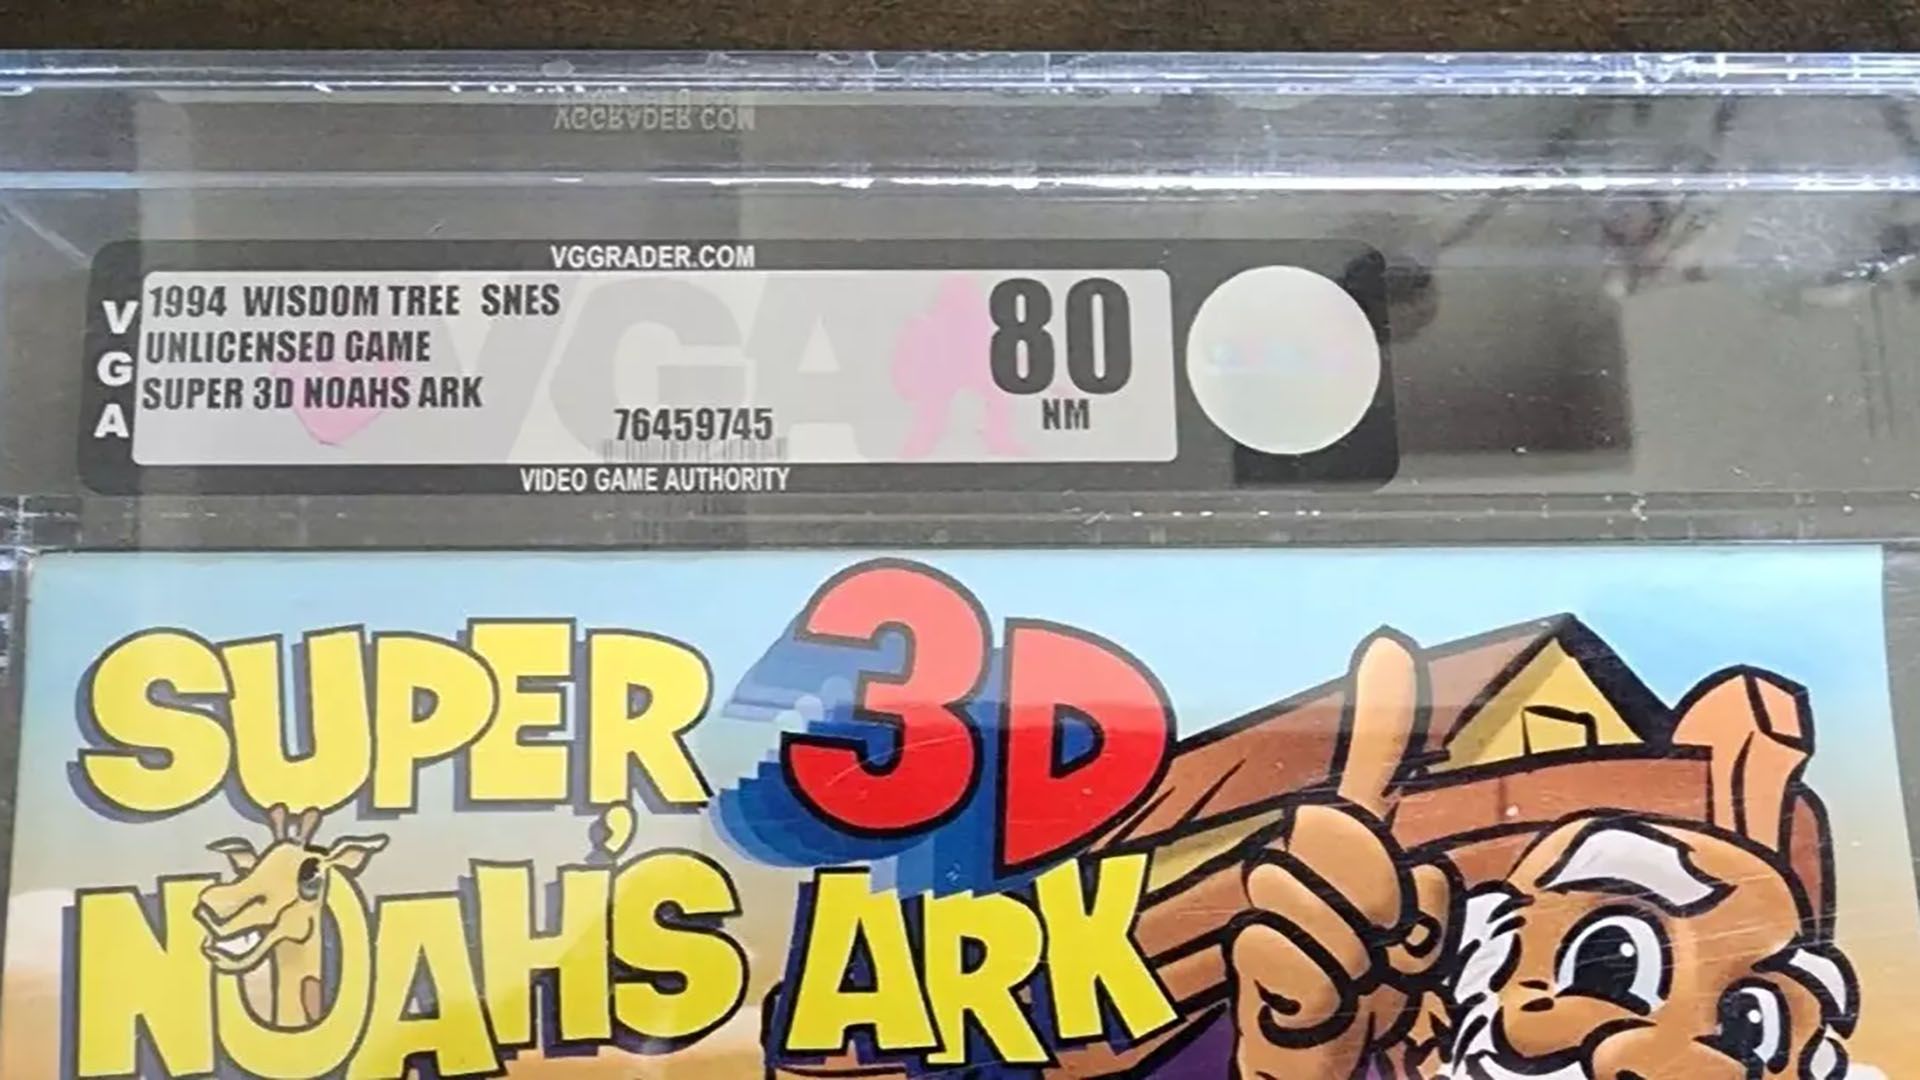 VGGRADER.COM
VGGRADER.COM
VGA
1994 WISDOM TREE SNES
UNLICENSED GAME
SUPER 3D NOAHS ARK
80
NM
76459745
VIDEO GAME AUTHORITY
SUPER 3D
NOAH'S ARK